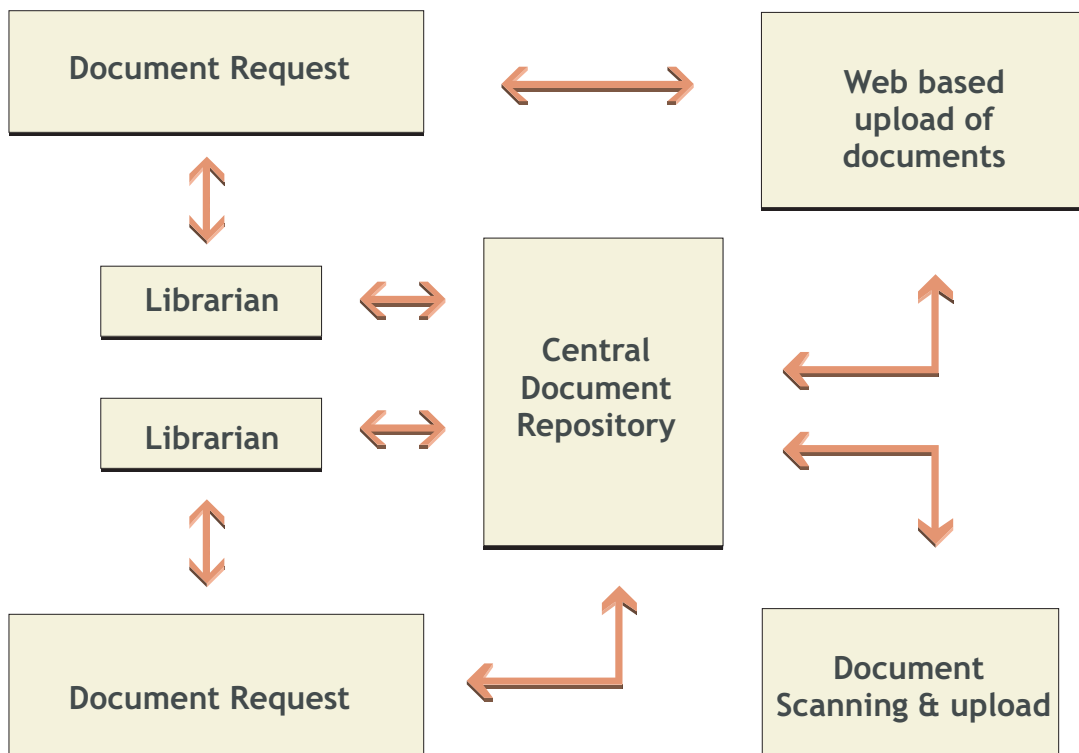 Document Request
Web based
upload of
documents
Librarian
Central
Document
Repository
Librarian
Document Request
Document
Scanning & upload